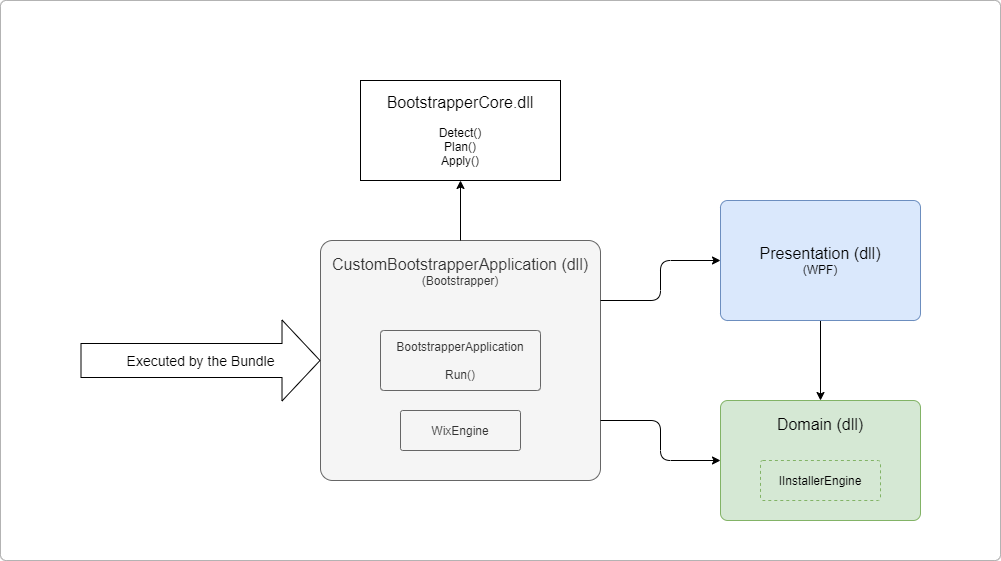 BootstrapperCore.dll
Detect()
Plan()
Apply()
CustomBootstrapperApplication (dll)
(Bootstrapper)
BootstrapperApplication
Run()
WixEngine
Executed by the Bundle
Presentation (dll)
(WPF)
Domain (dll)
IInstallerEngine